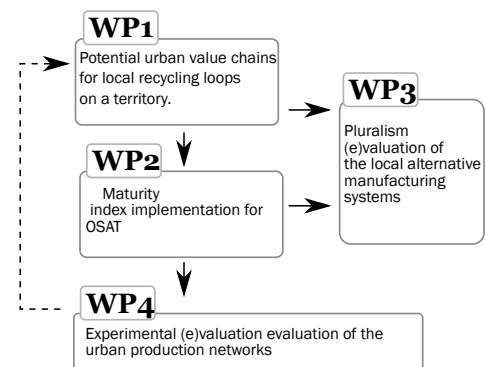 WP1
Potential urban value chains
for local recycling loops
on a territory.
WP2
Maturity
index implementation for
OSAT
WP3
Pluralism
(e)valuation of
the local alternative
manufacturing
systems
WP4
Experimental (e)valuation evaluation of the
urban production networks